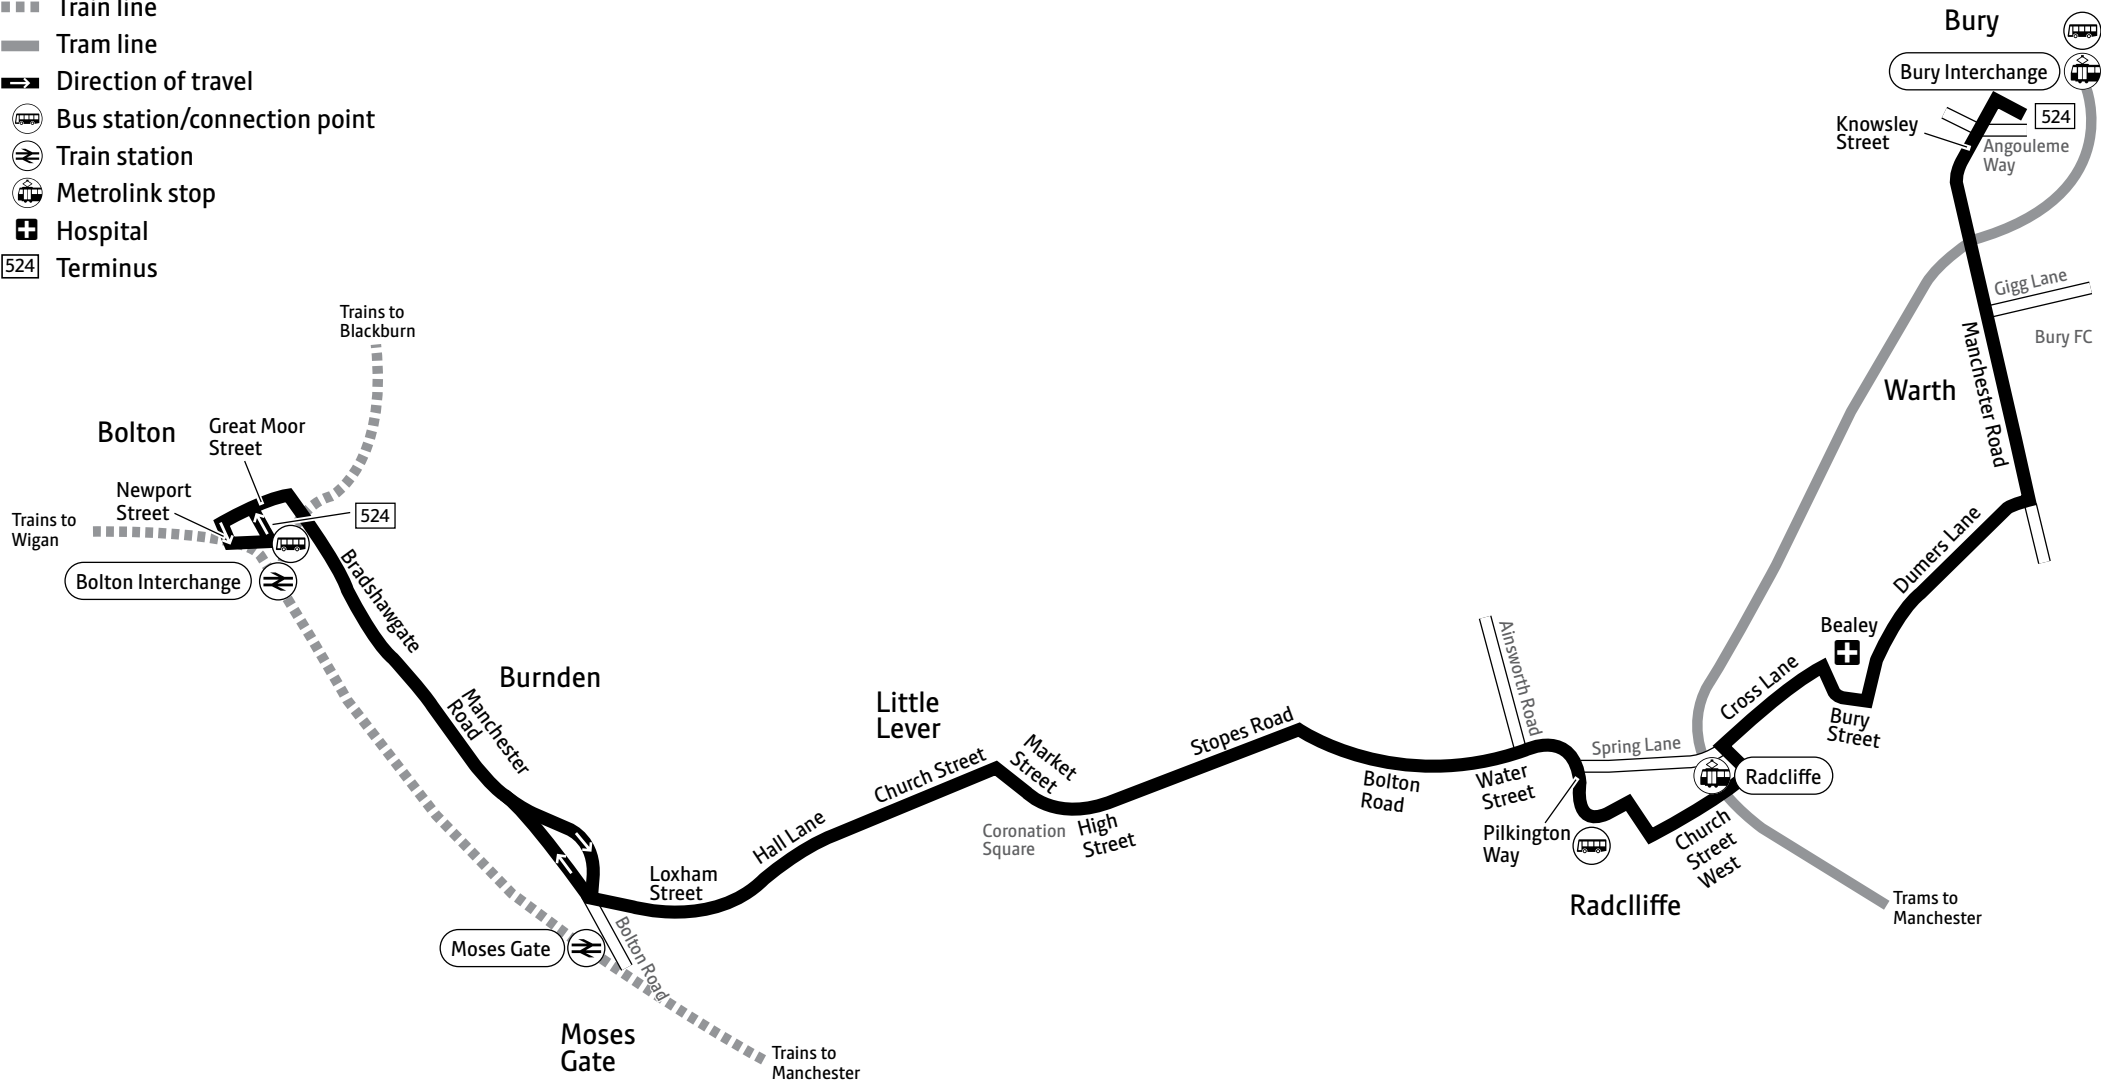 Train line
Tram line
Direction of travel
Bus station/connection point
Train station
Metrolink stop
Hospital
524 Terminus
Bury
Bury Interchange
Knowsley
Street
524
Angouleme
Way
Gigg Lane
Bury FC
Manchester Road
Warth
Dumers Lane
Trains to
Blackburn
Bolton
Great Moor
Street
Newport
Street
Trains to
Wigan
524
Bolton Interchange
Bradshawgate
Burnden
Manchester
Road
Little
Lever
Church Street
Market
Street
Hall Lane
Coronation
Square
High
Street
Loxham
Street
Bolton Road
Moses Gate
Moses
Gate
Trains to
Manchester
Stopes Road
Bolton
Road
Water
Street
Ainsworth Road
Spring Lane
Pilkington
Way
Radclliffe
Church
Street
West
Radcliffe
Cross Lane
Bealey
Bury
Street
Trams to
Manchester